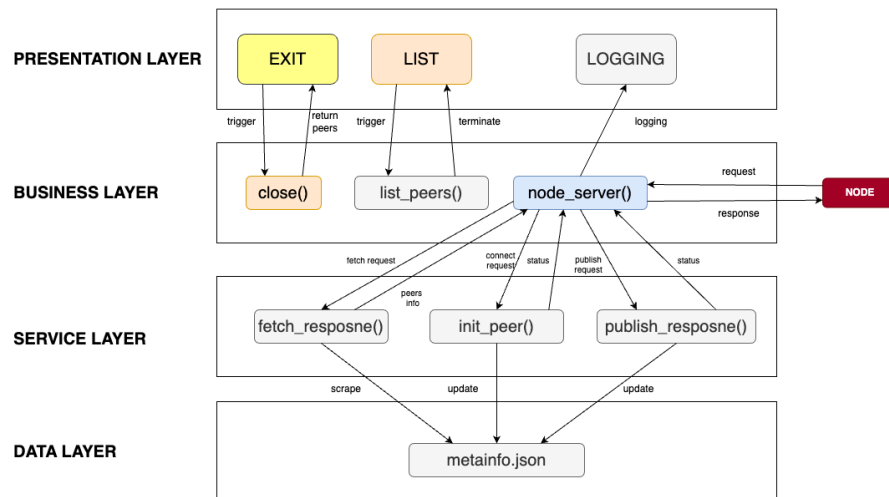 PRESENTATION LAYER
EXIT
LIST
LOGGING
trigger
return
peers
trigger
terminate
logging
BUSINESS LAYER
close()
list_peers()
node_server()
request
response
NODE
fetch request
peers
info
connect
request
status
publish
request
status
SERVICE LAYER
fetch_resposne()
init_peer()
publish_resposne()
scrape
update
update
DATA LAYER
metainfo.json